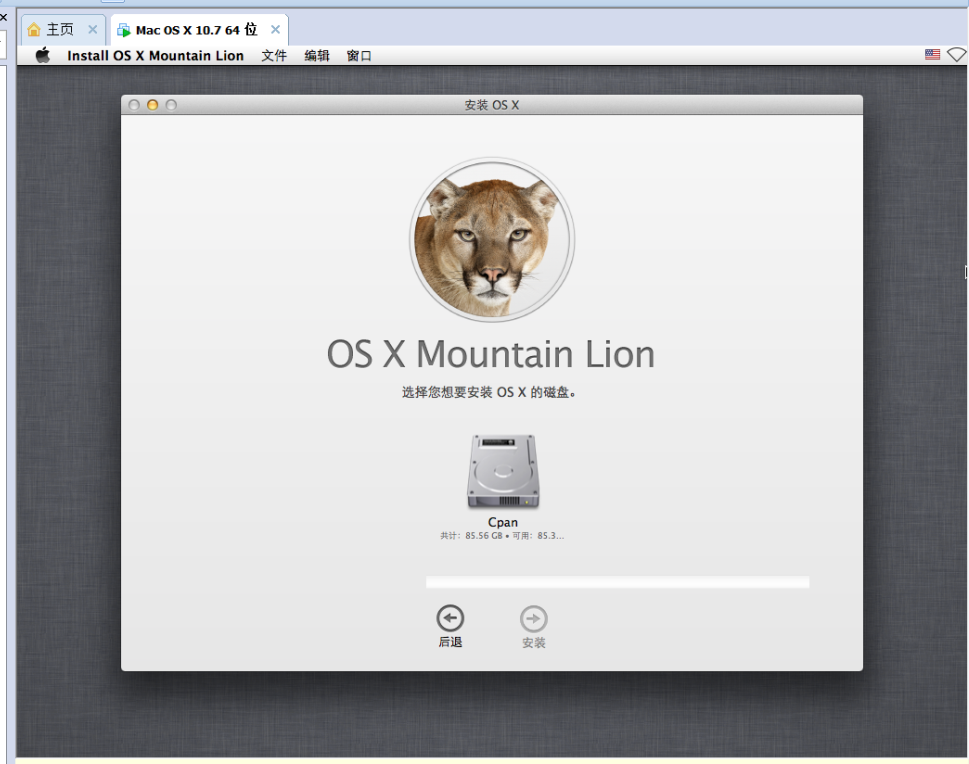 主页
Mac OS X 10.7 64 位
Install OS X Mountain Lion 文件 编辑 窗口
安装 OS X
OS X Mountain Lion
选择您想要安装 OS X 的磁盘。
Cpan
共计：85.56 GB • 可用：85.3...
后退
安装